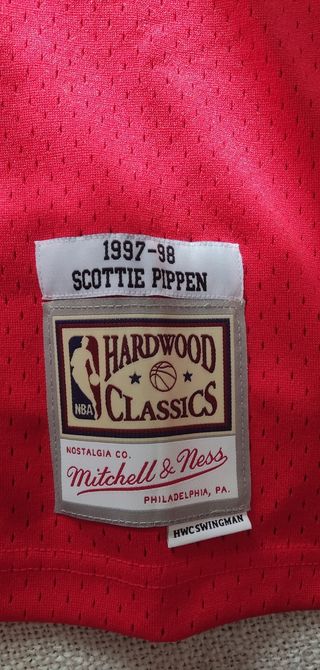 1997-98
SCOTTIE PIPPEN
HARDWOOD
CLASSICS
NBA
NOSTALGIA CO.
Mitchell & Ness
PHILADELPHIA, PA.
HWCSWINGMAN